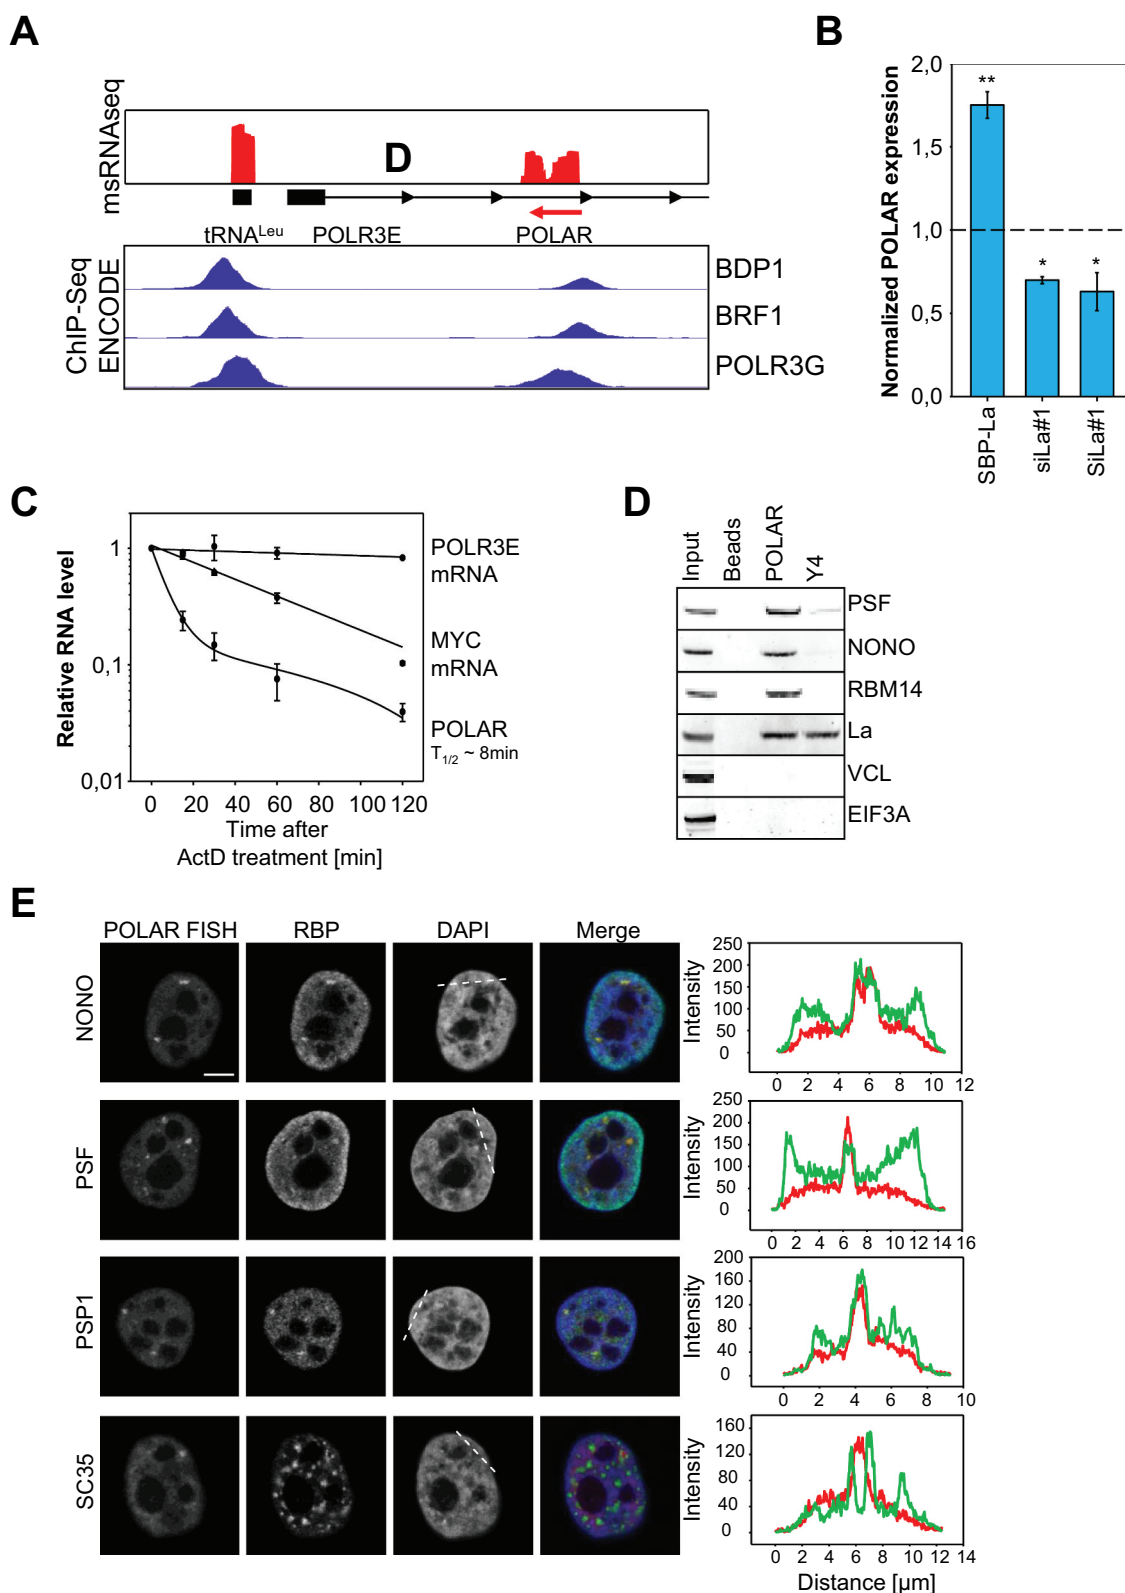 A
msRNAseq
D
tRNALeu
POLR3E
POLAR
ChIP-Seq
ENCODE
BDP1
BRF1
POLR3G
B
Normalized POLAR expression
2,0
1,5
1,0
0,5
0,0
**
*
*
SBP-La
siLa#1
SiLa#1
C
Relative RNA level
1
0,1
0,01
0 20 40 60 80 100 120
Time after
ActD treatment [min]
POLR3E
mRNA
MYC
mRNA
POLAR
T1/2 ~ 8min
D
Input
Beads
POLAR
Y4
PSF
NONO
RBM14
La
VCL
EIF3A
E
POLAR FISH
RBP
DAPI
Merge
NONO
Intensity
250
200
150
100
50
0
0 2 4 6 8 10 12
PSF
Intensity
250
200
150
100
50
0
0 2 4 6 8 10 12 14 16
PSP1
Intensity
200
160
120
80
40
0
0 2 4 6 8 10
SC35
Intensity
160
120
80
40
0
0 2 4 6 8 10 12 14
Distance [µm]